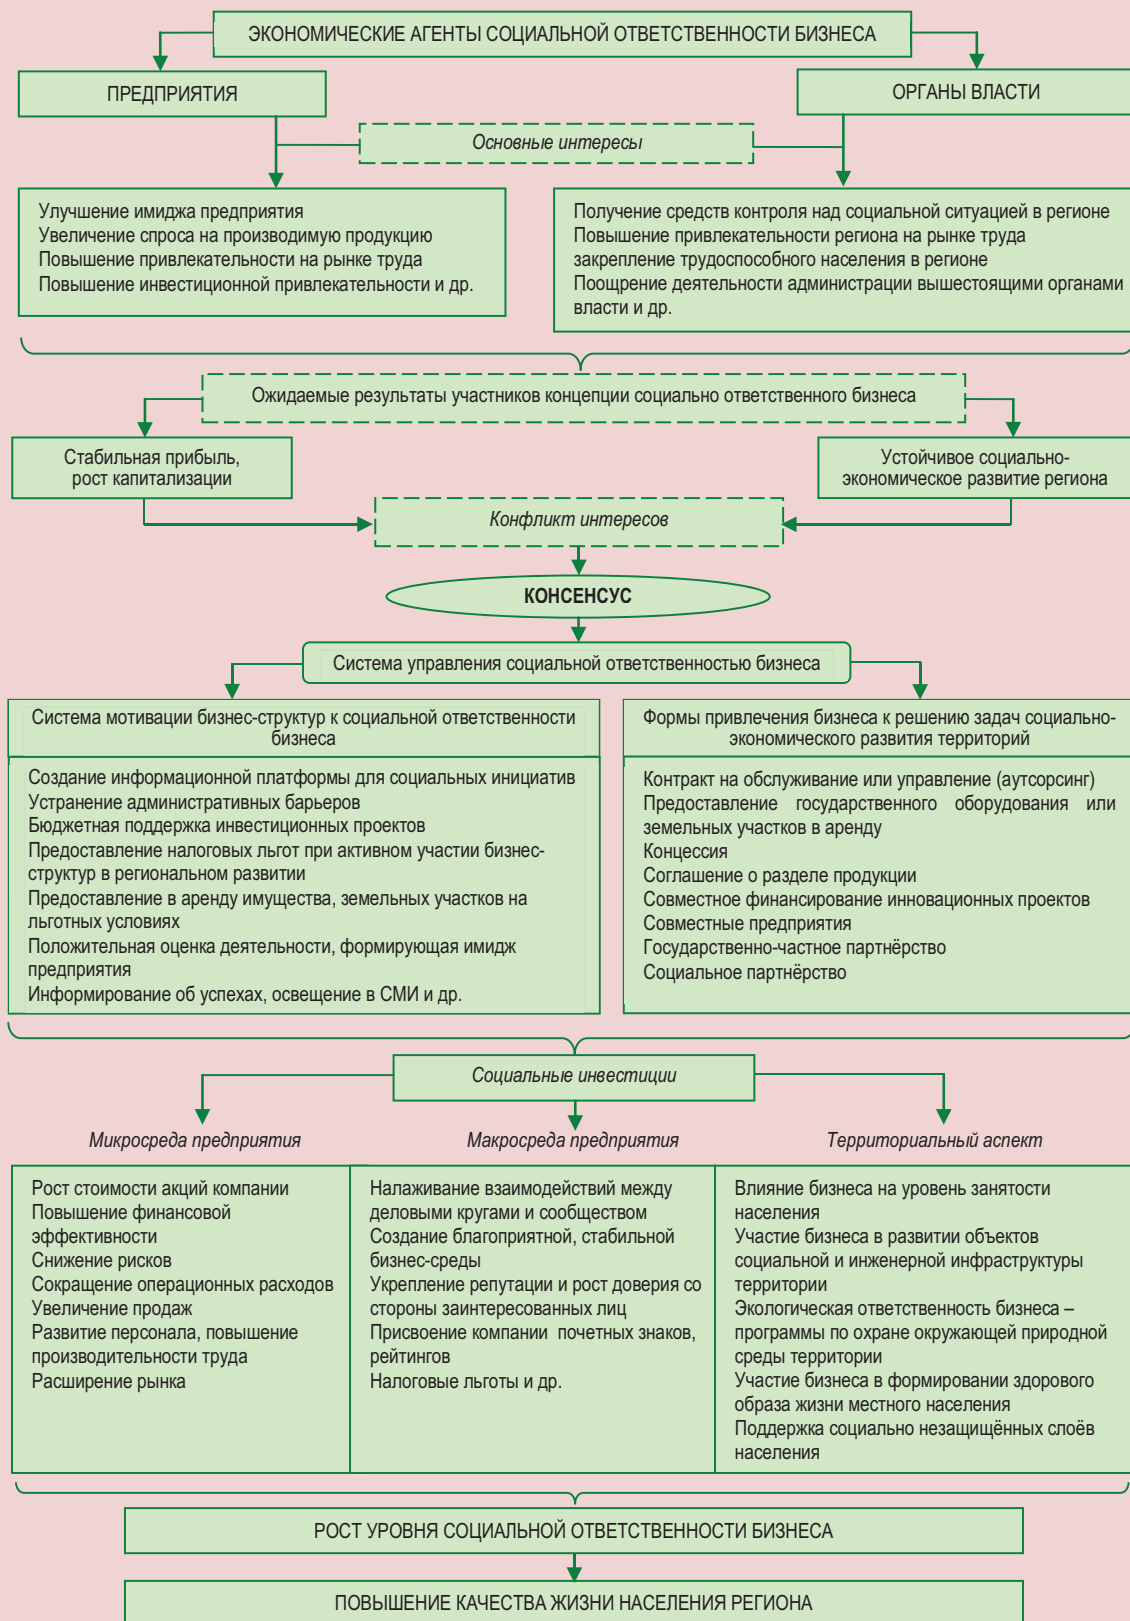 ЭКОНОМИЧЕСКИЕ АГЕНТЫ СОЦИАЛЬНОЙ ОТВЕТСТВЕННОСТИ БИЗНЕСА
ПРЕДПРИЯТИЯ
ОРГАНЫ ВЛАСТИ
Основные интересы
Улучшение имиджа предприятия
Увеличение спроса на производимую продукцию
Повышение привлекательности на рынке труда
Повышение инвестиционной привлекательности и др.
Получение средств контроля над социальной ситуацией в регионе
Повышение привлекательности региона на рынке труда
закрепление трудоспособного населения в регионе
Поощрение деятельности администрации вышестоящими органами
власти и др.
Ожидаемые результаты участников концепции социально ответственного бизнеса
Стабильная прибыль,
рост капитализации
Устойчивое социально-
экономическое развитие региона
Конфликт интересов
КОНСЕНСУС
Система управления социальной ответственностью бизнеса
Система мотивации бизнес-структур к социальной ответственности
бизнеса
Создание информационной платформы для социальных инициатив
Устранение административных барьеров
Бюджетная поддержка инвестиционных проектов
Предоставление налоговых льгот при активном участии бизнес-
структур в региональном развитии
Предоставление в аренду имущества, земельных участков на
льготных условиях
Положительная оценка деятельности, формирующая имидж
предприятия
Информирование об успехах, освещение в СМИ и др.
Формы привлечения бизнеса к решению задач социально-
экономического развития территорий
Контракт на обслуживание или управление (аутсорсинг)
Предоставление государственного оборудования или
земельных участков в аренду
Концессия
Соглашение о разделе продукции
Совместное финансирование инновационных проектов
Совместные предприятия
Государственно-частное партнёрство
Социальное партнёрство
Социальные инвестиции
Микросреда предприятия
Макросреда предприятия
Территориальный аспект
Рост стоимости акций компании
Повышение финансовой
эффективности
Снижение рисков
Сокращение операционных расходов
Увеличение продаж
Развитие персонала, повышение
производительности труда
Расширение рынка
Налаживание взаимодействий между
деловыми кругами и сообществом
Создание благоприятной, стабильной
бизнес-среды
Укрепление репутации и рост доверия со
стороны заинтересованных лиц
Присвоение компании почетных знаков,
рейтингов
Налоговые льготы и др.
Влияние бизнеса на уровень занятости
населения
Участие бизнеса в развитии объектов
социальной и инженерной инфраструктуры
территории
Экологическая ответственность бизнеса –
программы по охране окружающей природной
среды территории
Участие бизнеса в формировании здорового
образа жизни местного населения
Поддержка социально незащищённых слоёв
населения
РОСТ УРОВНЯ СОЦИАЛЬНОЙ ОТВЕТСТВЕННОСТИ БИЗНЕСА
ПОВЫШЕНИЕ КАЧЕСТВА ЖИЗНИ НАСЕЛЕНИЯ РЕГИОНА